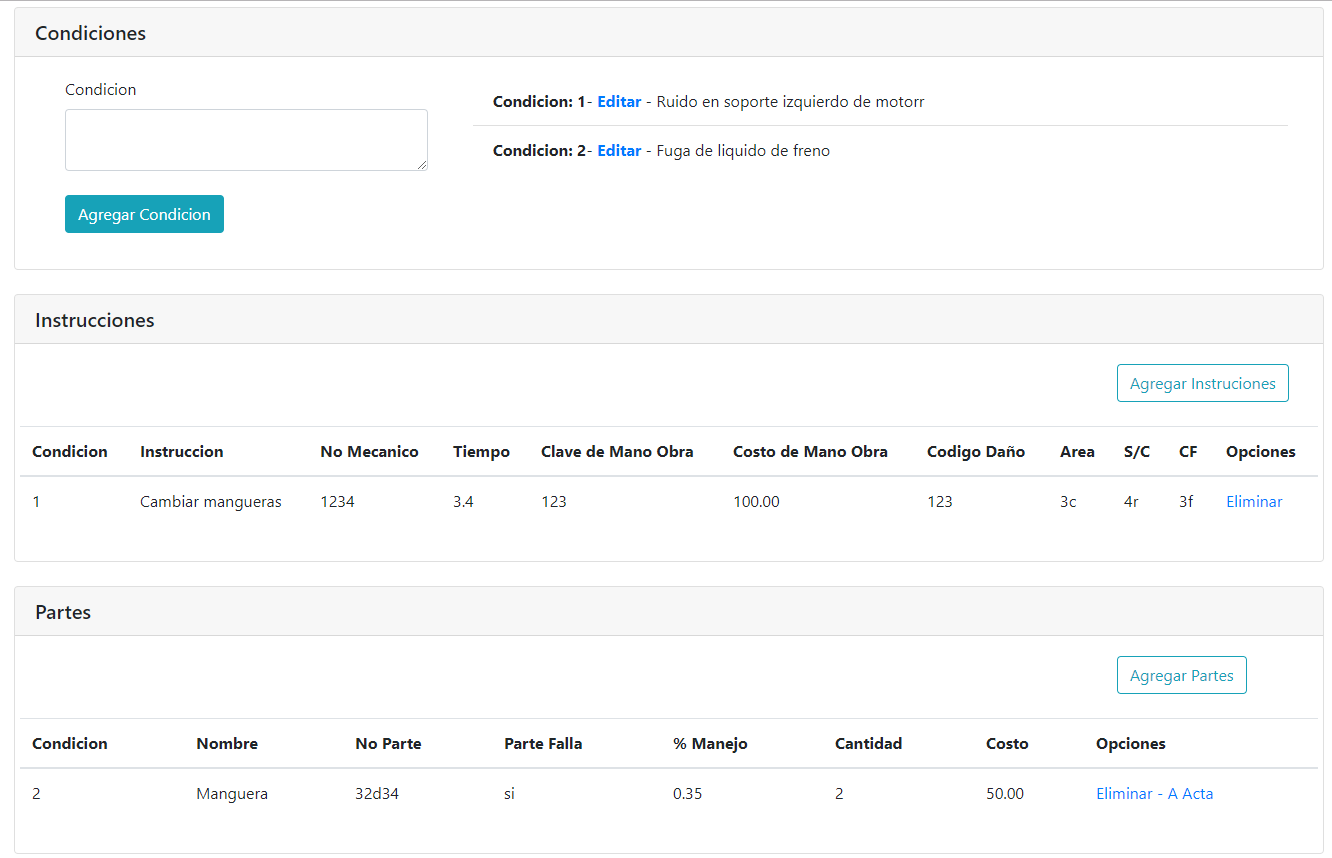 Condiciones
Condicion
Condicion: 1- Editar - Ruido en soporte izquierdo de motorr
Condicion: 2- Editar - Fuga de liquido de freno
Agregar Condicion
Instrucciones
Agregar Instruciones
Condicion Instruccion No Mecanico Tiempo Clave de Mano Obra Costo de Mano Obra Codigo Daño Area S/C CF Opciones
1 Cambiar mangueras 1234 3.4 123 100.00 123 3c 4r 3f Eliminar
Partes
Agregar Partes
Condicion Nombre No Parte Parte Falla % Manejo Cantidad Costo Opciones
2 Manguera 32d34 si 0.35 2 50.00 Eliminar - A Acta